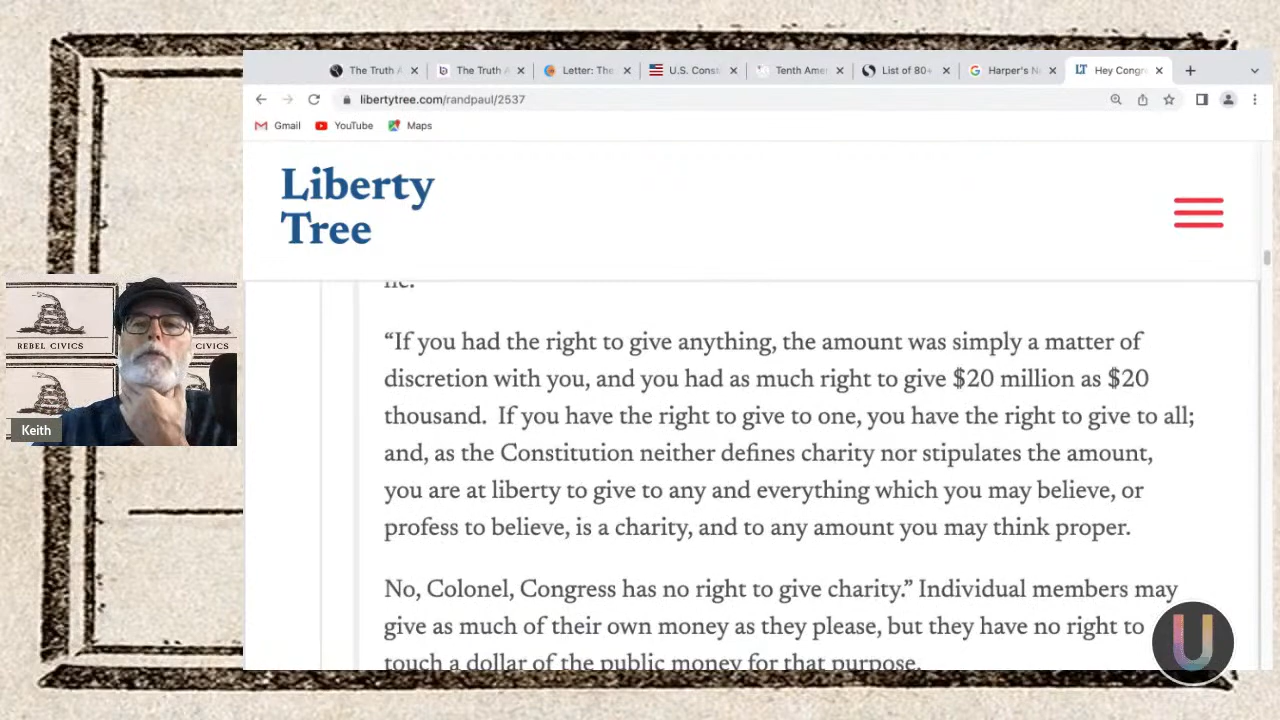 The Truth A
The Truth A
Letter: The
U.S. Const
Tenth Ame
List of 80+
Harper's N
Hey Congr
libertytree.com/randpaul/2537
Gmail
YouTube
Maps
Liberty
Tree
he.
“If you had the right to give anything, the amount was simply a matter of
discretion with you, and you had as much right to give $20 million as $20
thousand.  If you have the right to give to one, you have the right to give to all;
and, as the Constitution neither defines charity nor stipulates the amount,
you are at liberty to give to any and everything which you may believe, or
profess to believe, is a charity, and to any amount you may think proper.
No, Colonel, Congress has no right to give charity.” Individual members may
give as much of their own money as they please, but they have no right to
touch a dollar of the public money for that purpose.
REBEL CIVICS
CIVICS
Keith
U